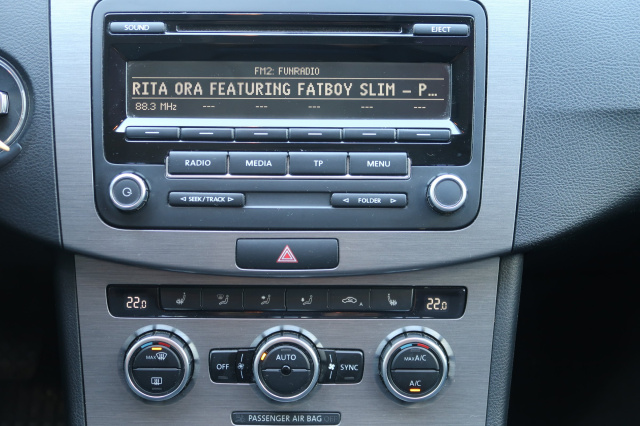 SOUND
EJECT
FM2: FUNRADIO
RITA ORA FEATURING FATBOY SLIM – P...
88.3 MHz --- --- --- --- ---
RADIO MEDIA TP MENU
SEEK/TRACK
FOLDER
22.0
22.0
MAX
OFF
AUTO
SYNC
MAX A/C
A/C
PASSENGER AIR BAG